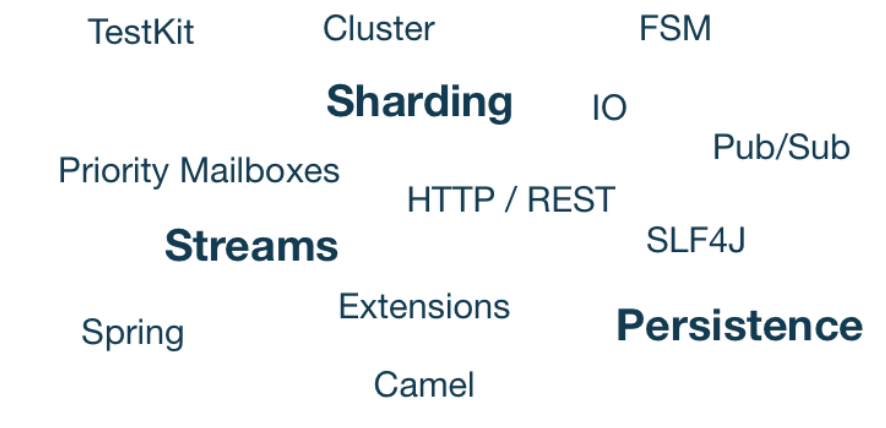 TestKit
Cluster
FSM
Sharding
IO
Pub/Sub
Priority Mailboxes
HTTP / REST
Streams
SLF4J
Extensions
Persistence
Spring
Camel